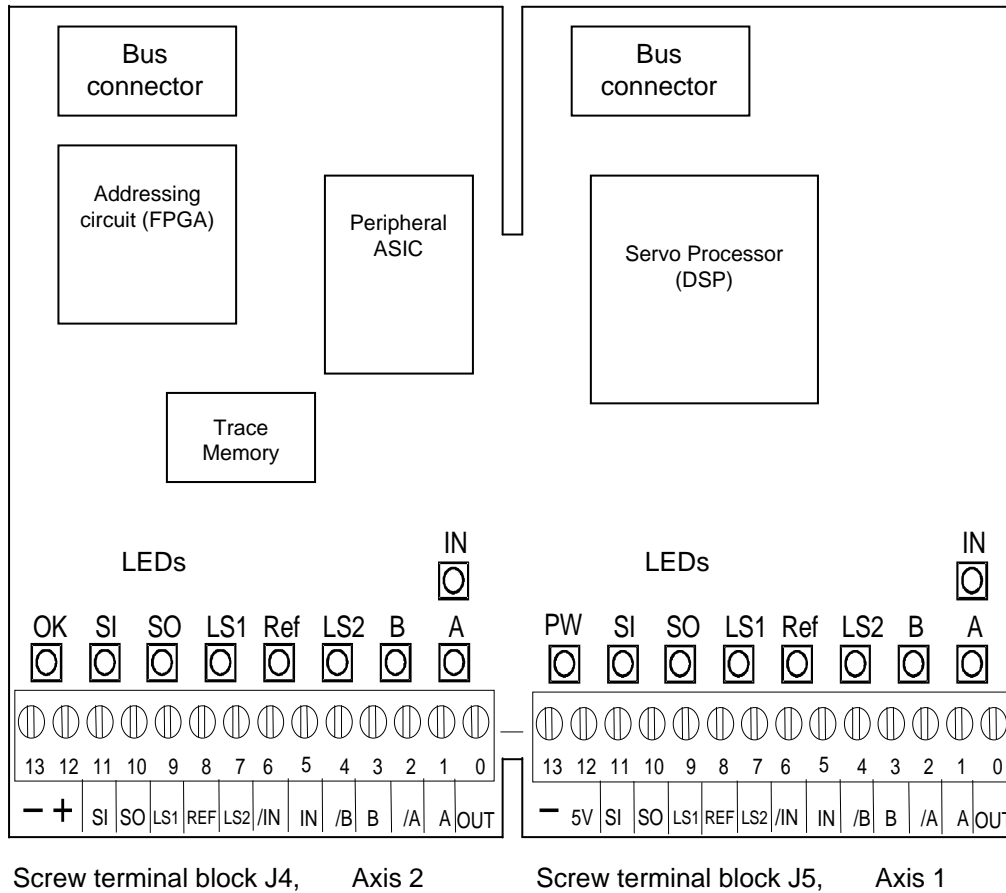 Bus
connector
Bus
connector
Addressing
circuit (FPGA)
Peripheral
ASIC
Servo Processor
(DSP)
Trace
Memory
LEDs
IN
LEDs
IN
OK SI SO LS1 Ref LS2 B A
PW SI SO LS1 Ref LS2 B A
13 12 11 10 9 8 7 6 5 4 3 2 1 0
13 12 11 10 9 8 7 6 5 4 3 2 1 0
− + SI SO LS1 REF LS2 /IN IN /B B /A A OUT
− 5V SI SO LS1 REF LS2 /IN IN /B B /A A OUT
Screw terminal block J4, Axis 2
Screw terminal block J5, Axis 1